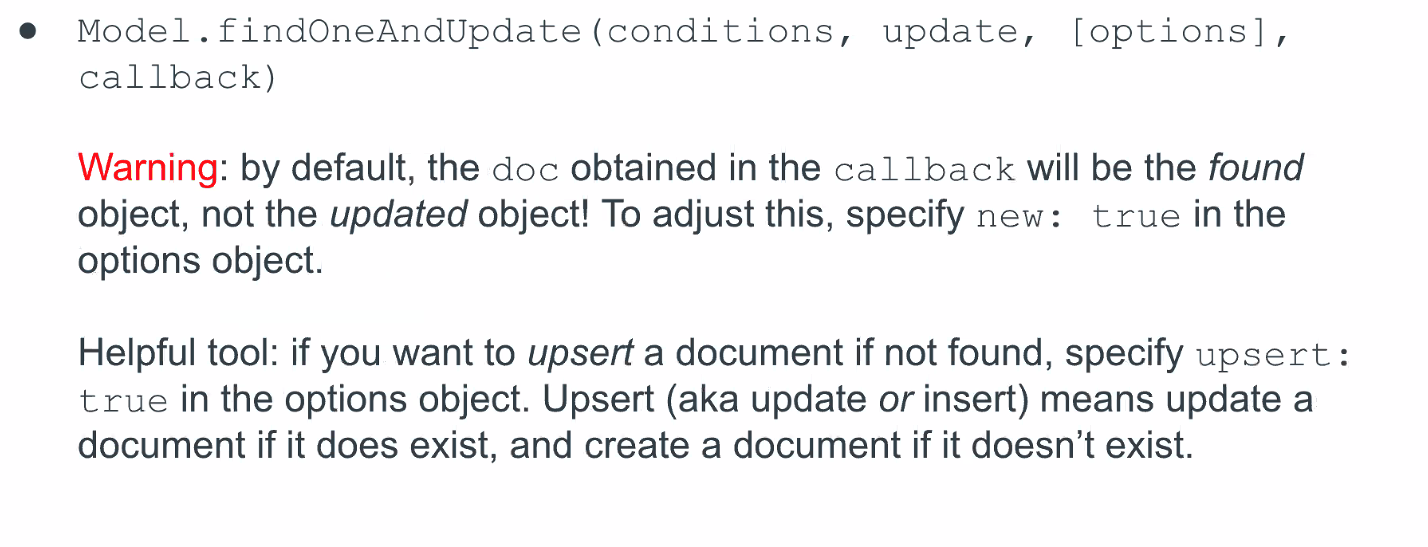 ● Model.findOneAndUpdate(conditions, update, [options],
callback)
Warning: by default, the doc obtained in the callback will be the found
object, not the updated object! To adjust this, specify new: true in the
options object.
Helpful tool: if you want to upsert a document if not found, specify upsert:
true in the options object. Upsert (aka update or insert) means update a
document if it does exist, and create a document if it doesn’t exist.